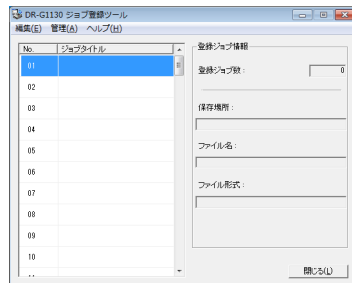 DR-G1130 ジョブ登録ツール
編集(E) 管理(A) ヘルプ(H)
No. ジョブタイトル
01
02
03
04
05
06
07
08
09
10
登録ジョブ情報
登録ジョブ数: 0
保存場所:
ファイル名:
ファイル形式:
閉じる(L)